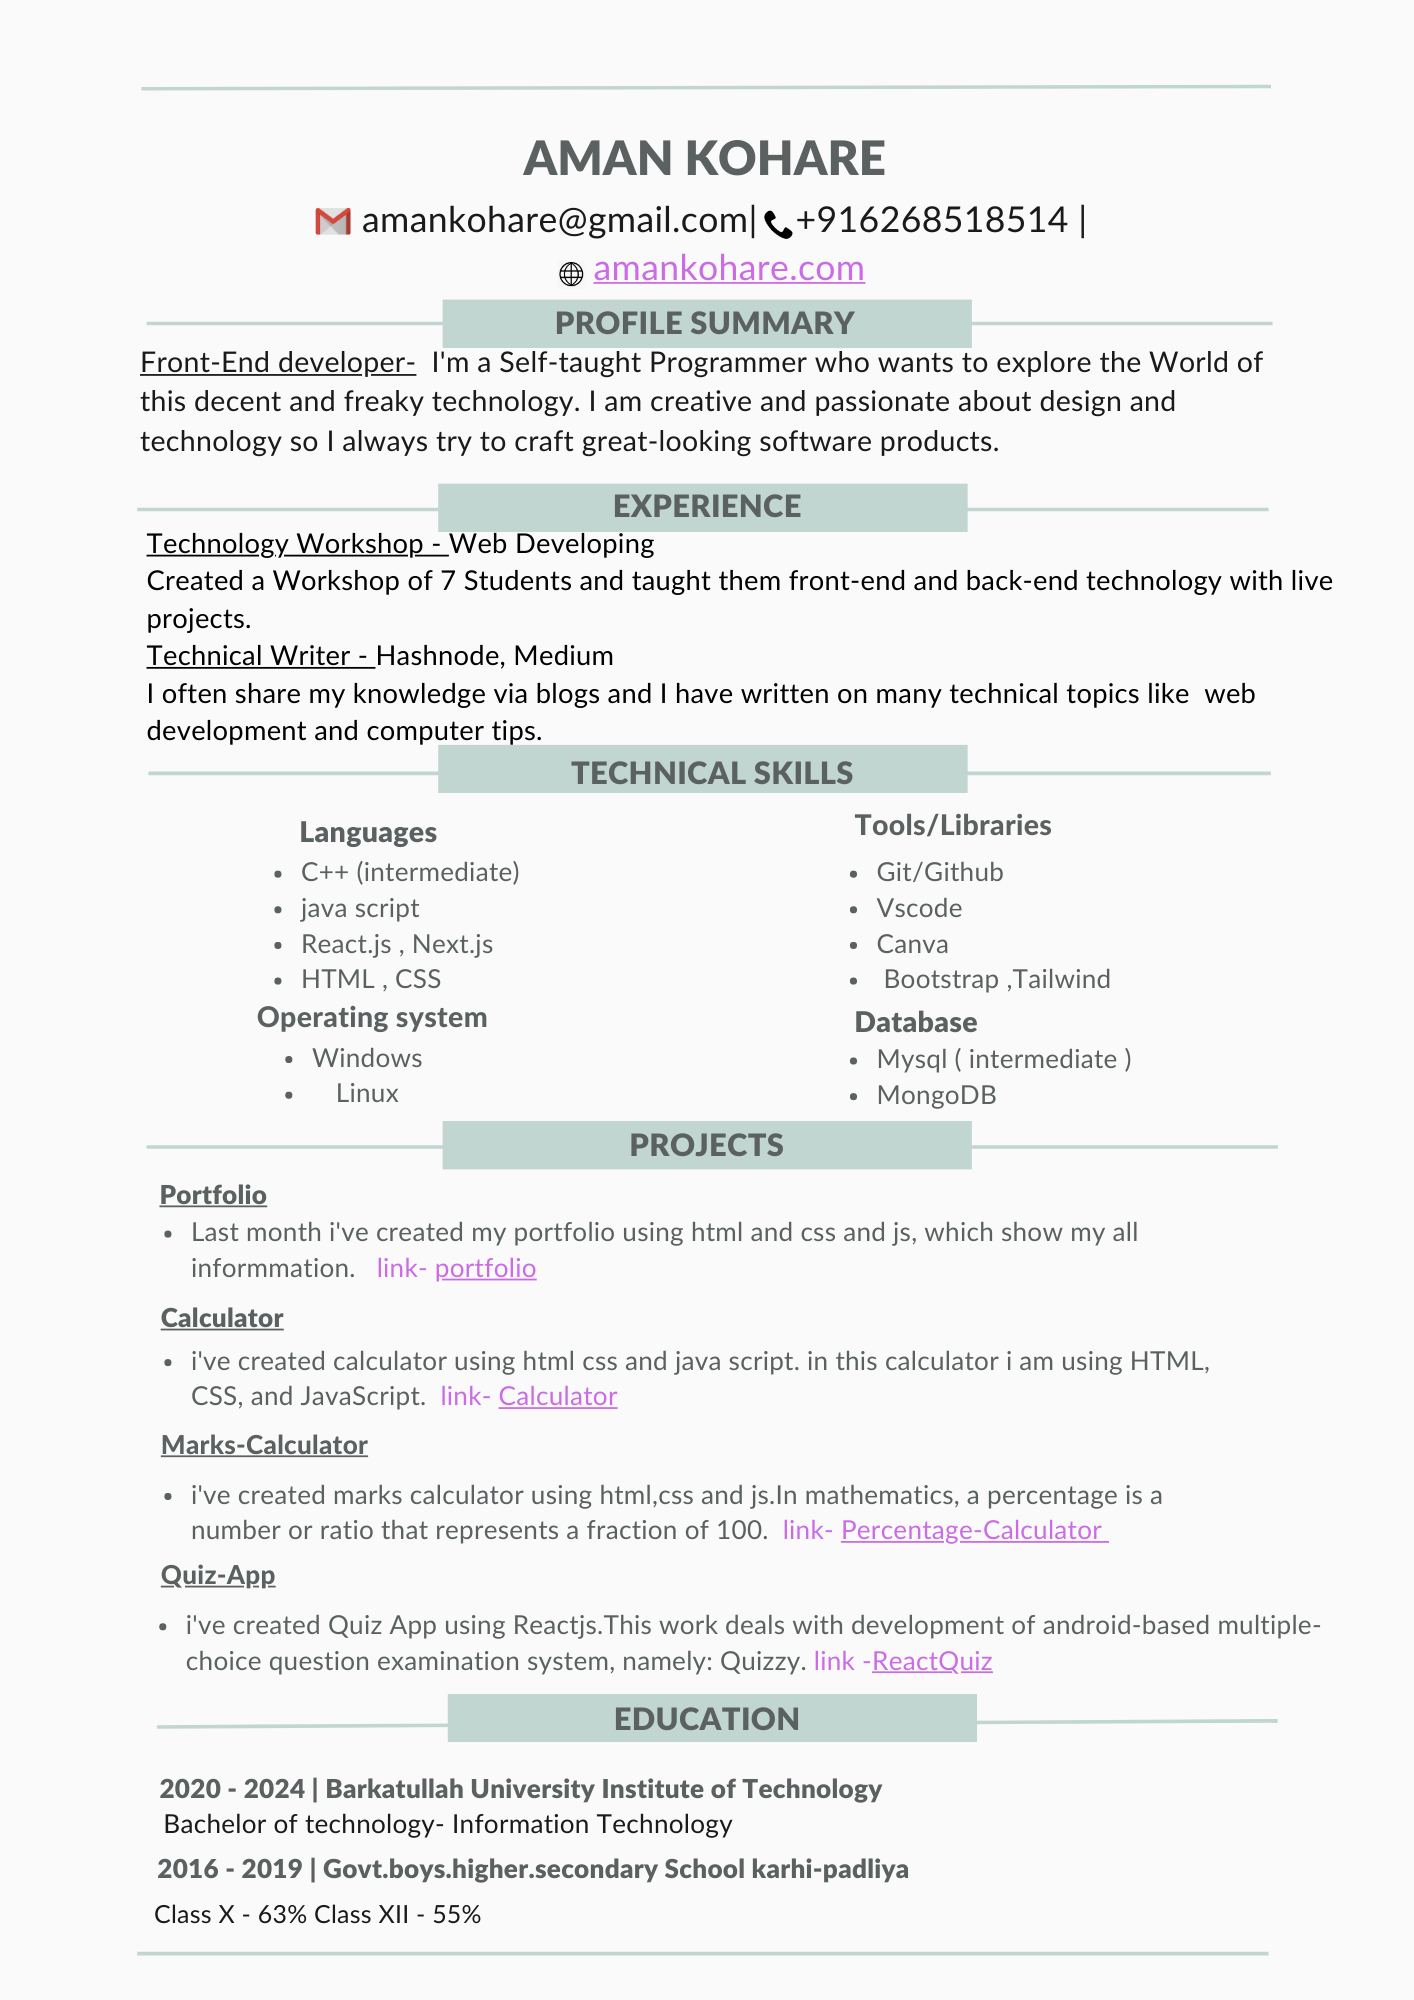 AMAN KOHARE
amankohare@gmail.com| +916268518514 |
amankohare.com
PROFILE SUMMARY
Front-End developer- I'm a Self-taught Programmer who wants to explore the World of
this decent and freaky technology. I am creative and passionate about design and
technology so I always try to craft great-looking software products.
EXPERIENCE
Technology Workshop - Web Developing
Created a Workshop of 7 Students and taught them front-end and back-end technology with live
projects.
Technical Writer - Hashnode, Medium
I often share my knowledge via blogs and I have written on many technical topics like web
development and computer tips.
TECHNICAL SKILLS
Languages
• C++ (intermediate)
• java script
• React.js , Next.js
• HTML , CSS
Operating system
• Windows
• Linux
Tools/Libraries
• Git/Github
• Vscode
• Canva
• Bootstrap ,Tailwind
Database
• Mysql ( intermediate )
• MongoDB
PROJECTS
Portfolio
• Last month i've created my portfolio using html and css and js, which show my all
informmation. link- portfolio
Calculator
• i've created calculator using html css and java script. in this calculator i am using HTML,
CSS, and JavaScript. link- Calculator
Marks-Calculator
• i've created marks calculator using html,css and js.In mathematics, a percentage is a
number or ratio that represents a fraction of 100. link- Percentage-Calculator
Quiz-App
• i've created Quiz App using Reactjs.This work deals with development of android-based multiple-
choice question examination system, namely: Quizzy. link -ReactQuiz
EDUCATION
2020 - 2024 | Barkatullah University Institute of Technology
Bachelor of technology- Information Technology
2016 - 2019 | Govt.boys.higher.secondary School karhi-padliya
Class X - 63% Class XII - 55%